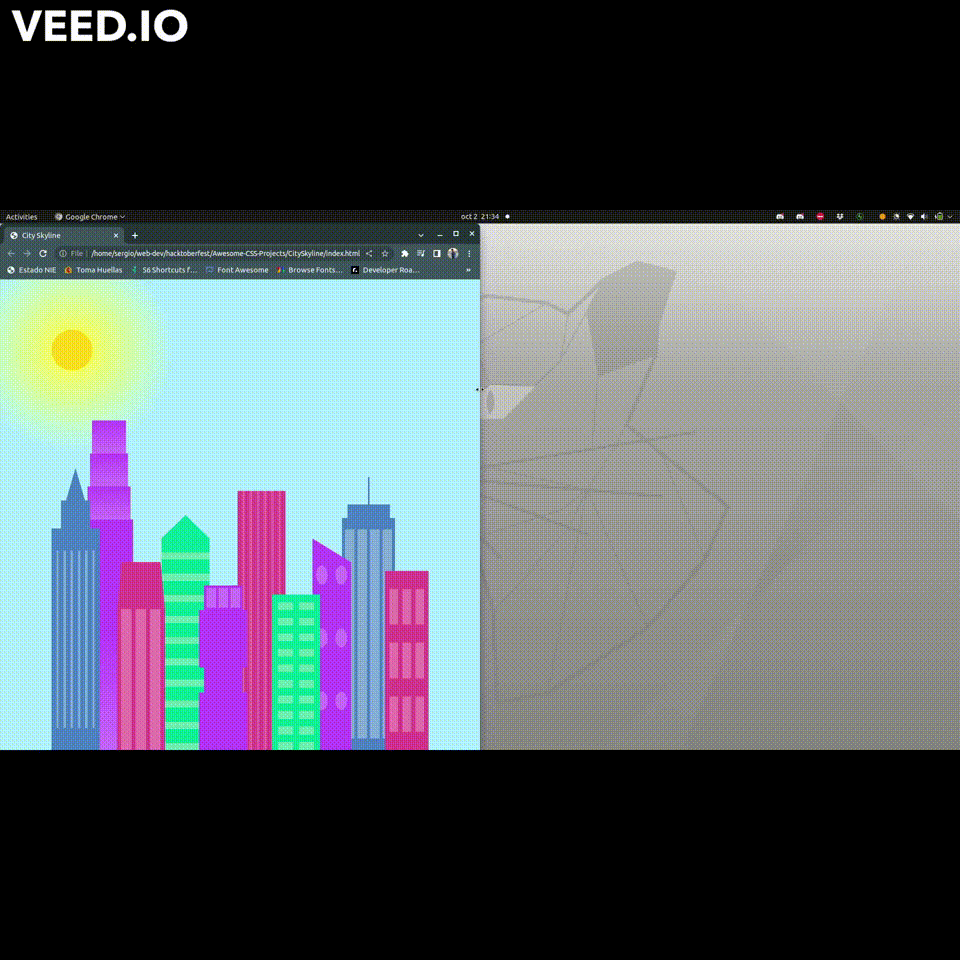 VEED.IO
Activities Google Chrome oct 2 21:34
City Skyline
File /home/sergio/web-dev/hacktoberfest/Awesome-CSS-Projects/CitySkyline/index.html
Estado NIE Toma Huellas 56 Shortcuts f... Font Awesome Browse Fonts... Developer Roa... »